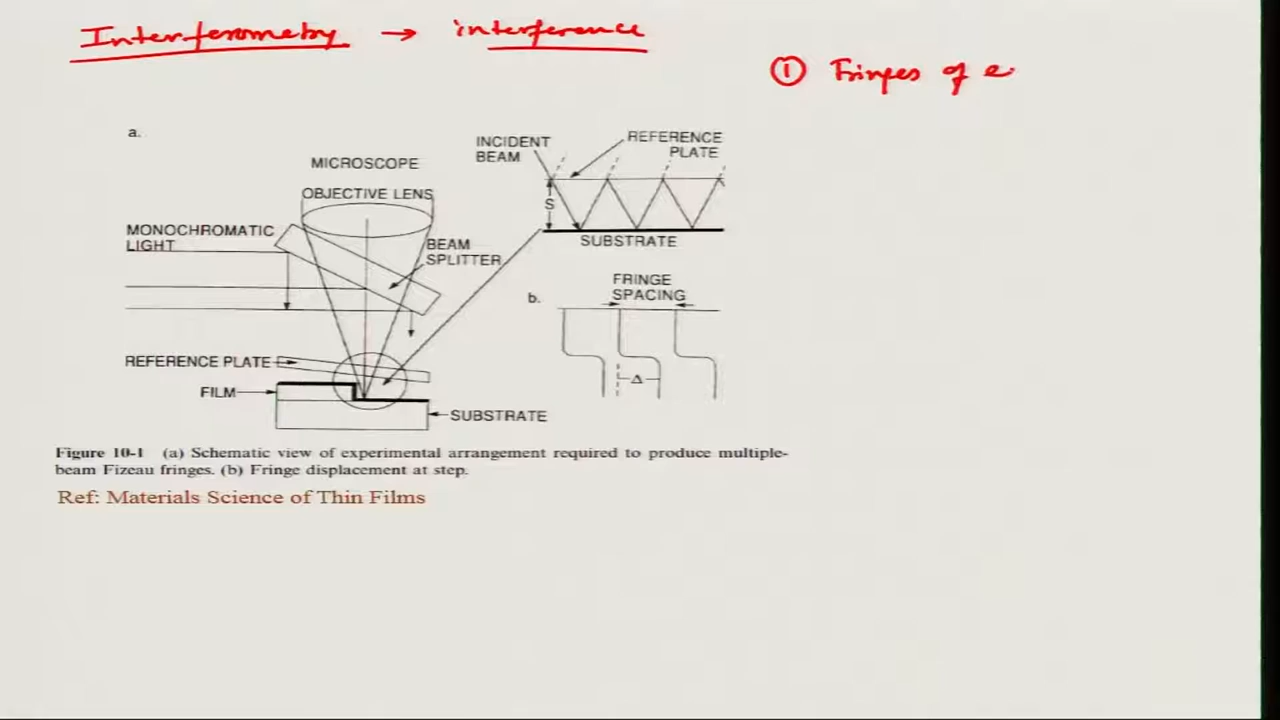 Interferometry → interference
① Fringes of e
a.
MICROSCOPE
OBJECTIVE LENS
MONOCHROMATIC
LIGHT
BEAM
SPLITTER
REFERENCE PLATE
FILM
SUBSTRATE
INCIDENT
BEAM
REFERENCE
PLATE
S
SUBSTRATE
b.
FRINGE
SPACING
Δ
Figure 10-1 (a) Schematic view of experimental arrangement required to produce multiple-
beam Fizeau fringes. (b) Fringe displacement at step.
Ref: Materials Science of Thin Films